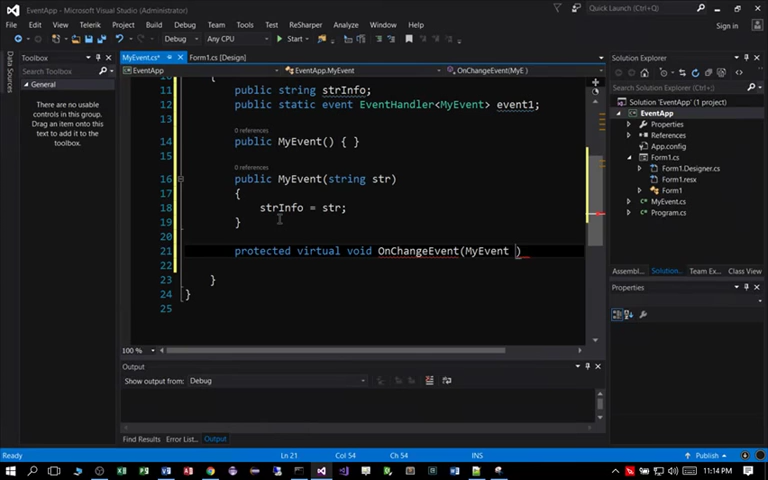 EventApp - Microsoft Visual Studio
Quick Launch (Ctrl+Q)
File Edit View Telerik Project Build Debug Team Tools Test ReSharper Analyze Window Help
Sign in
Debug Any CPU Start
Data Sources
Toolbox
Search Toolbox
General
There are no usable
controls in this group.
Drag an item onto this
text to add it to the
toolbox.
MyEvent.cs* Form1.cs [Design]
EventApp EventApp.MyEvent OnChangeEvent(MyE )
10 {
11 public string strInfo;
12 public static event EventHandler<MyEvent> event1;
13
0 references
14 public MyEvent() { }
15
0 references
16 public MyEvent(string str)
17 {
18 strInfo = str;
19 }
20
21 protected virtual void OnChangeEvent(MyEvent )
22
23 }
24 }
25
100 %
Output
Show output from: Debug
Error List... Output
Solution Explorer
Search Solution Explorer (Ctrl+;)
Solution 'EventApp' (1 project)
EventApp
Properties
References
App.config
Form1.cs
Form1.Designer.cs
Form1.resx
Form1
MyEvent.cs
Program.cs
Assembl... Solution... Team Ex... Class View
Properties
Ready Ln 21 Col 54 Ch 54 INS Publish
11:14 PM